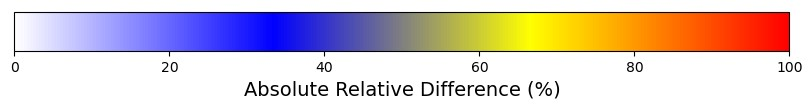 0 20 40 60 80 100
Absolute Relative Difference (%)